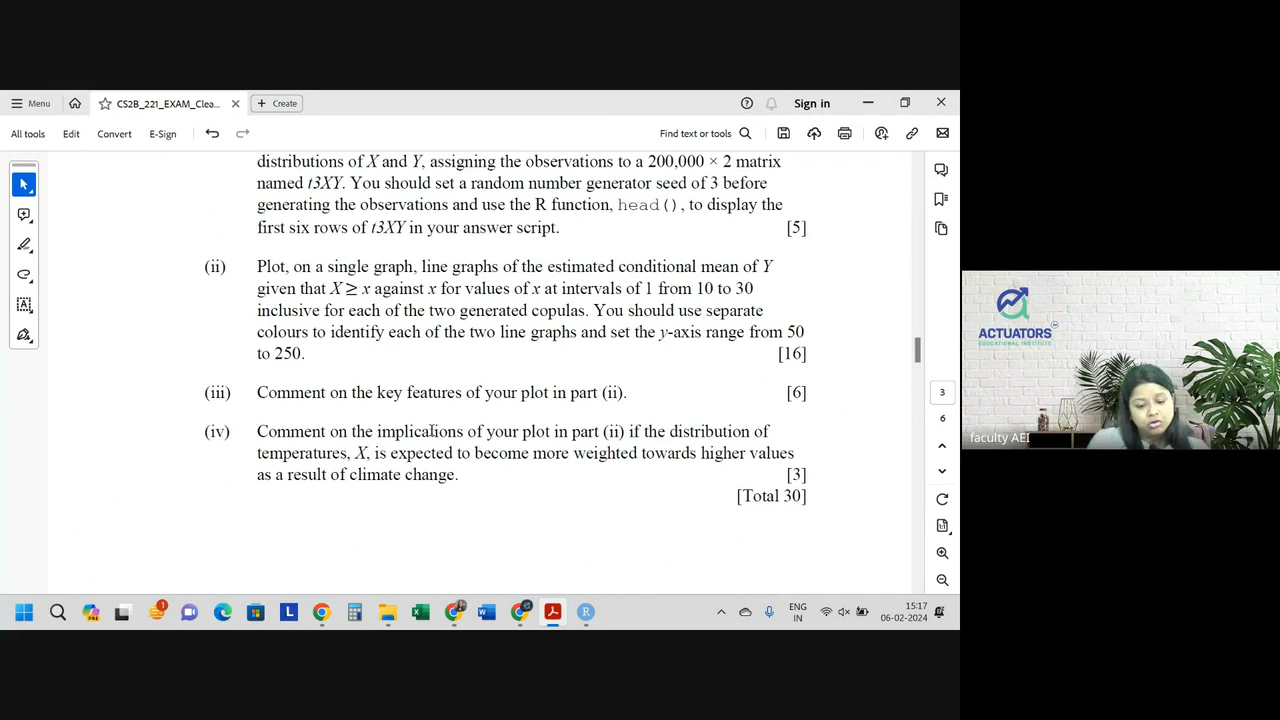 Menu
CS2B_221_EXAM_Clea...
Create
Sign in
All tools
Edit
Convert
E-Sign
Find text or tools
distributions of X and Y, assigning the observations to a 200,000 × 2 matrix
named t3XY. You should set a random number generator seed of 3 before
generating the observations and use the R function, head(), to display the
first six rows of t3XY in your answer script. [5]
(ii) Plot, on a single graph, line graphs of the estimated conditional mean of Y
given that X ≥ x against x for values of x at intervals of 1 from 10 to 30
inclusive for each of the two generated copulas. You should use separate
colours to identify each of the two line graphs and set the y-axis range from 50
to 250. [16]
(iii) Comment on the key features of your plot in part (ii). [6]
(iv) Comment on the implications of your plot in part (ii) if the distribution of
temperatures, X, is expected to become more weighted towards higher values
as a result of climate change. [3]
[Total 30]
3
6
ACTUATORS
EDUCATIONAL INSTITUTE
faculty AEI
ENG
IN
15:17
06-02-2024